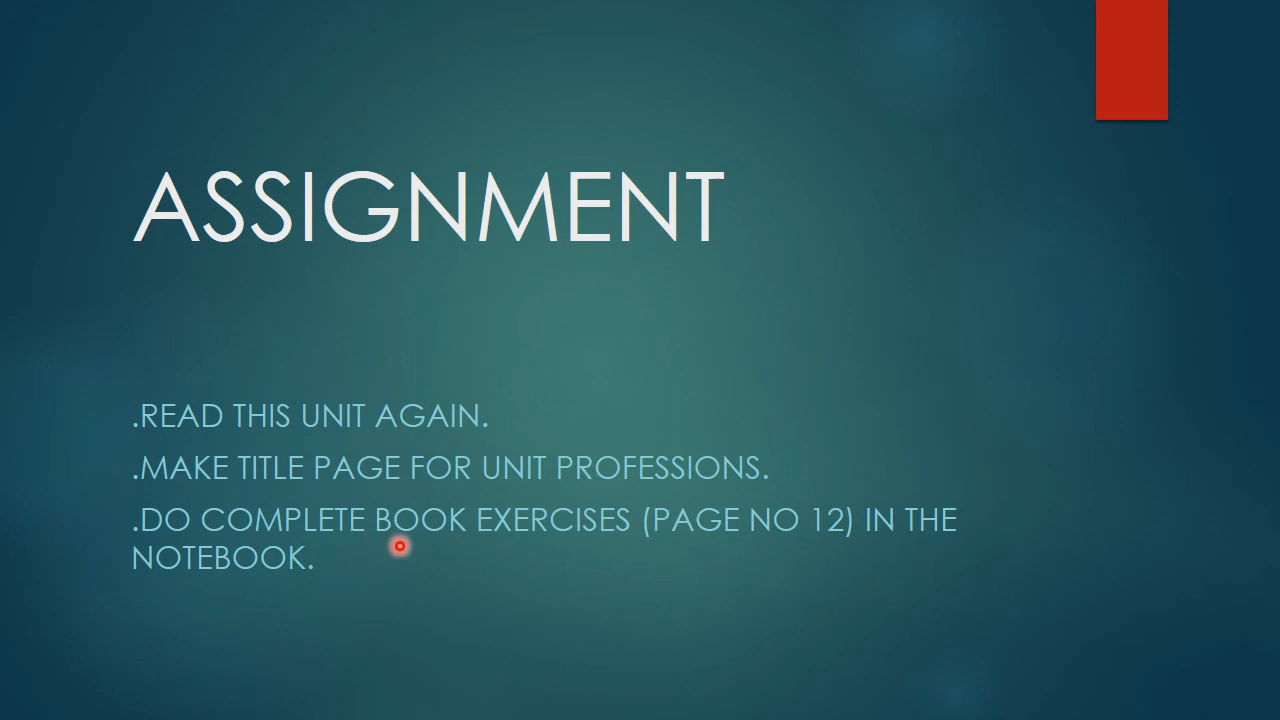 ASSIGNMENT
.READ THIS UNIT AGAIN.
.MAKE TITLE PAGE FOR UNIT PROFESSIONS.
.DO COMPLETE BOOK EXERCISES (PAGE NO 12) IN THE
NOTEBOOK.